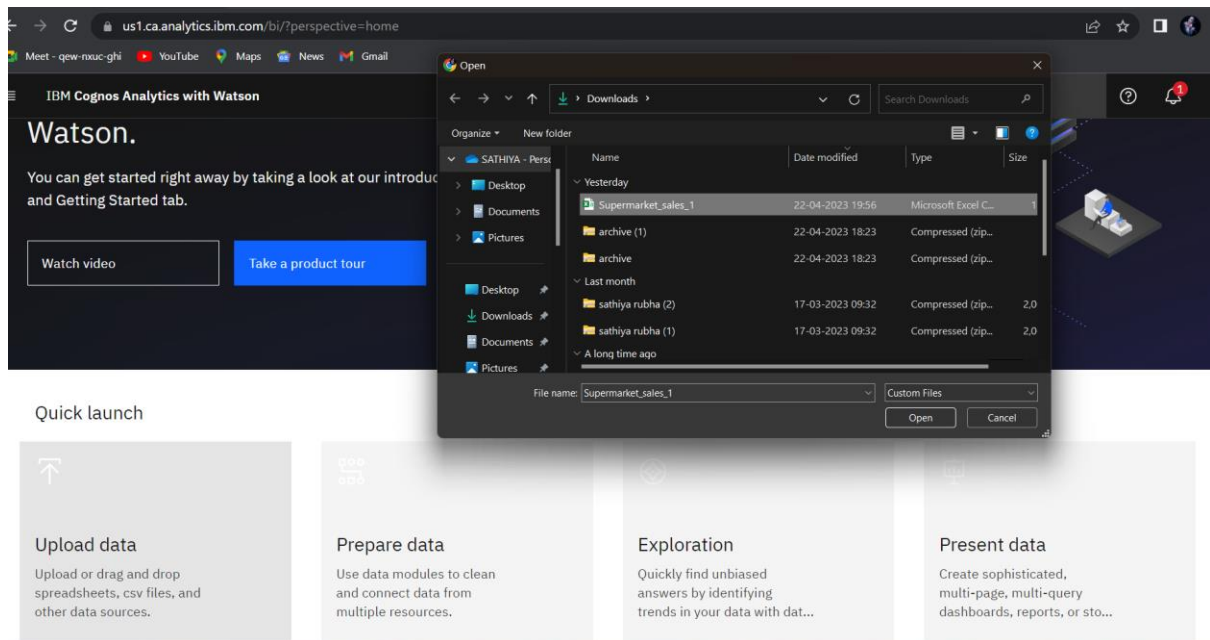 us1.ca.analytics.ibm.com/bi/?perspective=home
Meet - qew-nxuc-ghi YouTube Maps News Gmail
IBM Cognos Analytics with Watson
Watson.
You can get started right away by taking a look at our introduc
and Getting Started tab.
Watch video Take a product tour
Open
Downloads Search Downloads
Organize New folder
SATHIYA - Perso
Desktop
Documents
Pictures
Desktop
Downloads
Documents
Pictures
Name Date modified Type Size
Yesterday
Supermarket_sales_1 22-04-2023 19:56 Microsoft Excel C... 1
archive (1) 22-04-2023 18:23 Compressed (zip...
archive 22-04-2023 18:23 Compressed (zip...
Last month
sathiya rubha (2) 17-03-2023 09:32 Compressed (zip... 2,0
sathiya rubha (1) 17-03-2023 09:32 Compressed (zip... 2,0
A long time ago
File name: Supermarket_sales_1 Custom Files
Open Cancel
1
Quick launch
Upload data
Upload or drag and drop
spreadsheets, csv files, and
other data sources.
Prepare data
Use data modules to clean
and connect data from
multiple resources.
Exploration
Quickly find unbiased
answers by identifying
trends in your data with dat...
Present data
Create sophisticated,
multi-page, multi-query
dashboards, reports, or sto...